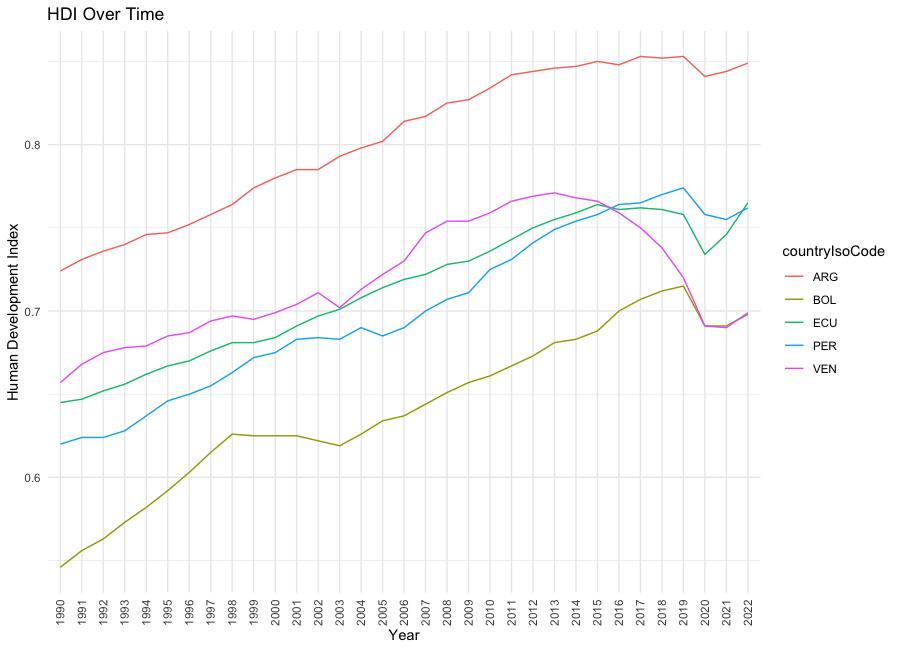 HDI Over Time
Human Development Index
0.8
0.7
0.6
1990 1991 1992 1993 1994 1995 1996 1997 1998 1999 2000 2001 2002 2003 2004 2005 2006 2007 2008 2009 2010 2011 2012 2013 2014 2015 2016 2017 2018 2019 2020 2021 2022
Year
countryIsoCode
ARG
BOL
ECU
PER
VEN